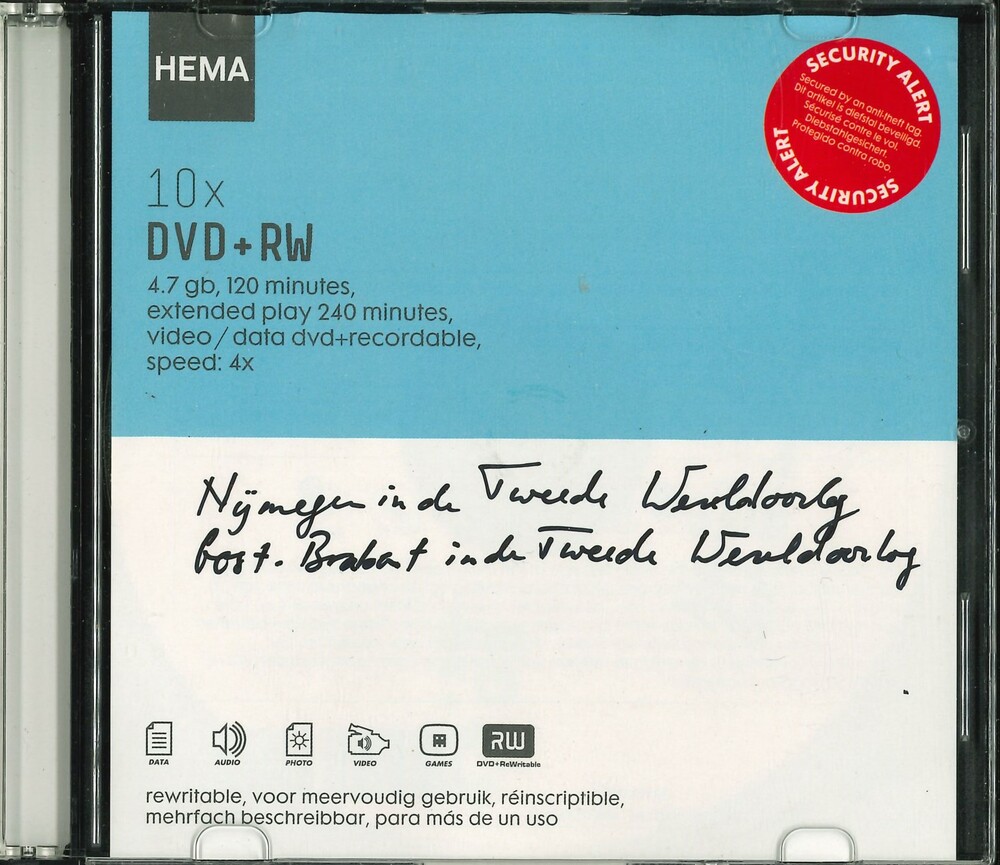 HEMA
SECURITY ALERT
Secured by an anti-theft tag.
Dit artikel is diefstal beveiligd.
Sécurisé contre le vol.
Diebstahlgesichert.
Protegido contra robo.
SECURITY ALERT
10x
DVD+RW
4.7 gb, 120 minutes,
extended play 240 minutes,
video / data dvd+recordable,
speed: 4x
Nijmegen in de Tweede Wereldoorlog
Oost. Brabant in de Tweede Wereldoorlog
DATA AUDIO PHOTO VIDEO GAMES RW DVD+ReWritable
rewritable, voor meervoudig gebruik, réinscriptible,
mehrfach beschreibbar, para más de un uso